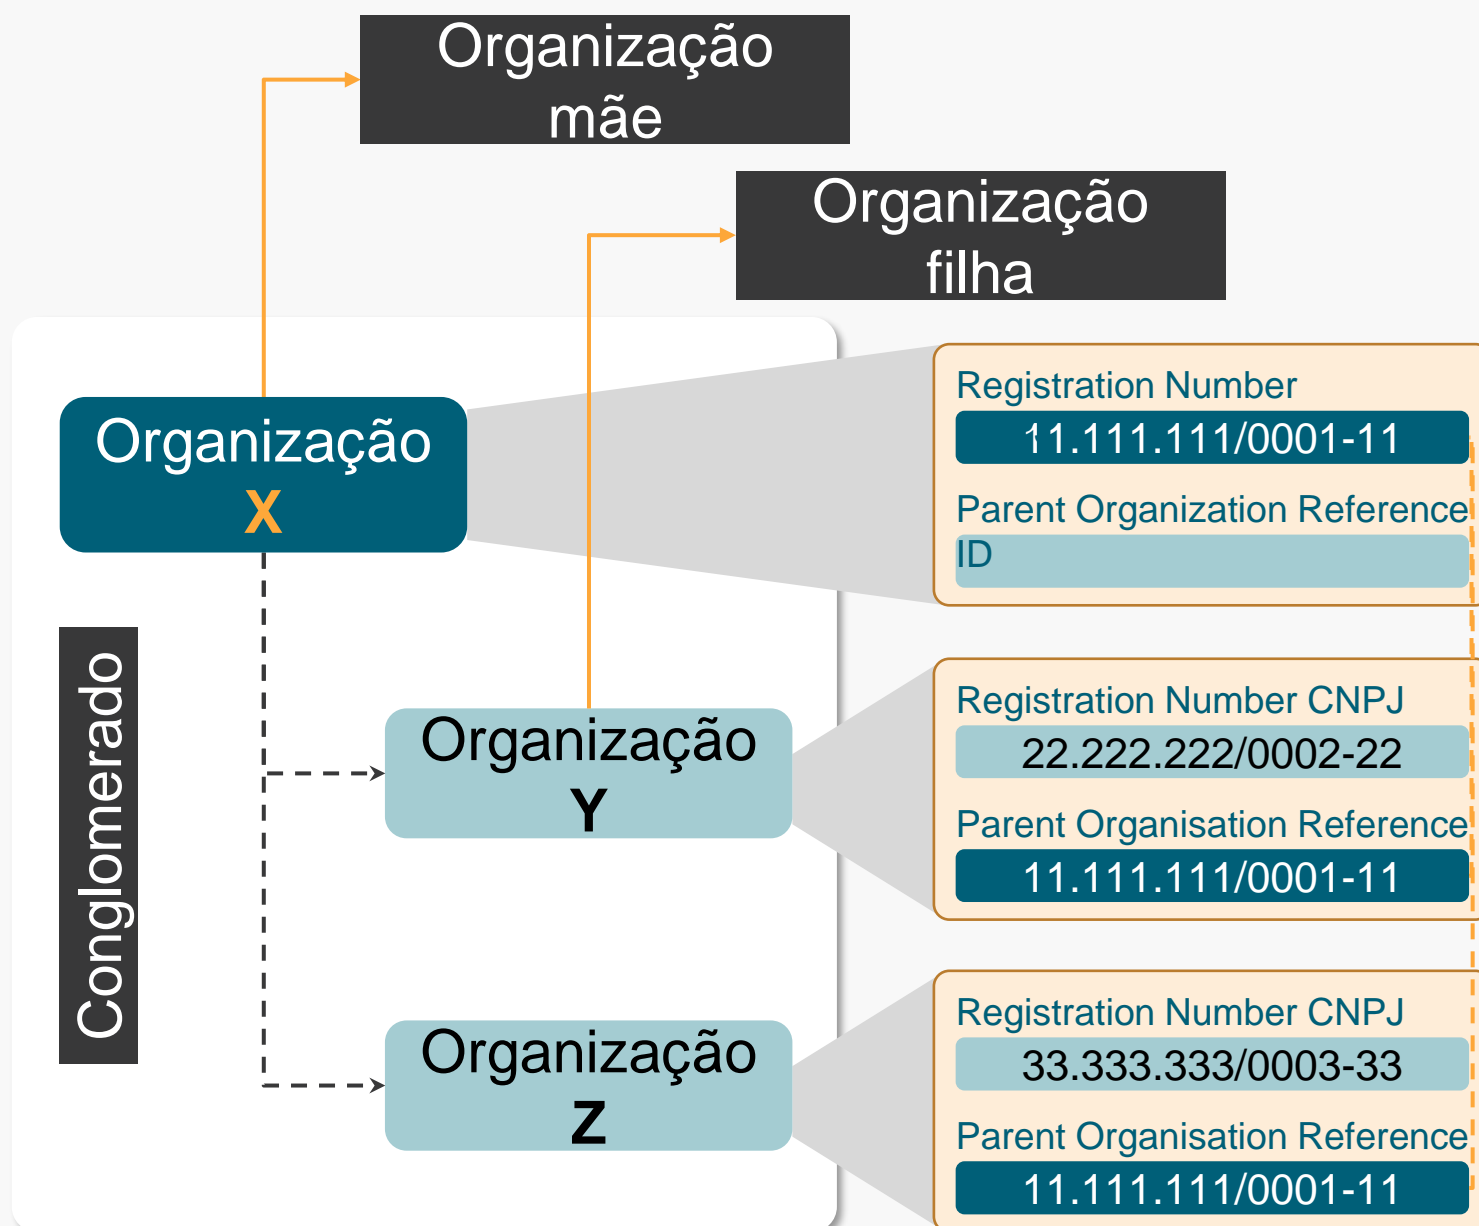 Organização
mãe
Organização
filha
Organização
X
Registration Number
11.111.111/0001-11
Parent Organization Reference
ID
Conglomerado
Organização
Y
Registration Number CNPJ
22.222.222/0002-22
Parent Organisation Reference
11.111.111/0001-11
Organização
Z
Registration Number CNPJ
33.333.333/0003-33
Parent Organisation Reference
11.111.111/0001-11